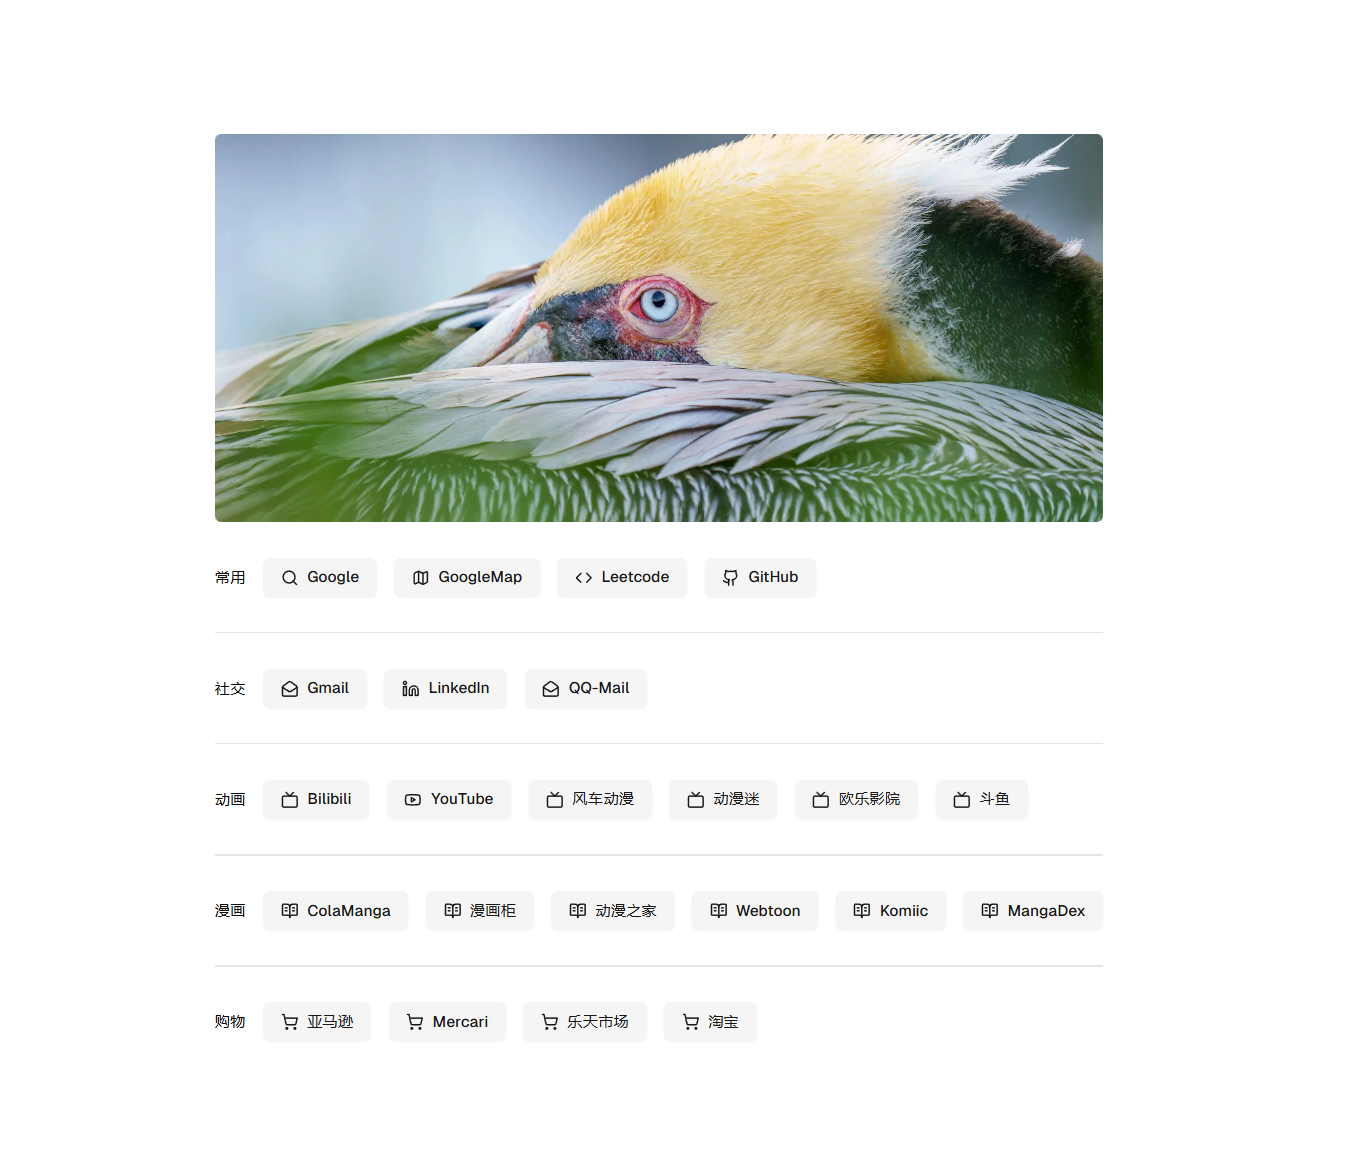 常用 Google GoogleMap Leetcode GitHub
社交 Gmail LinkedIn QQ-Mail
动画 Bilibili YouTube 风车动漫 动漫迷 欧乐影院 斗鱼
漫画 ColaManga 漫画柜 动漫之家 Webtoon Komiic MangaDex
购物 亚马逊 Mercari 乐天市场 淘宝